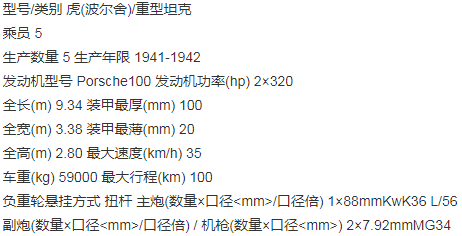 型号/类别 虎(波尔舍)/重型坦克
乘员 5
生产数量 5 生产年限 1941-1942
发动机型号 Porsche100 发动机功率(hp) 2×320
全长(m) 9.34 装甲最厚(mm) 100
全宽(m) 3.38 装甲最薄(mm) 20
全高(m) 2.80 最大速度(km/h) 35
车重(kg) 59000 最大行程(km) 100
负重轮悬挂方式 扭杆 主炮(数量×口径<mm>/口径倍) 1×88mmKwK36 L/56
副炮(数量×口径<mm>/口径倍) / 机枪(数量×口径<mm>) 2×7.92mmMG34